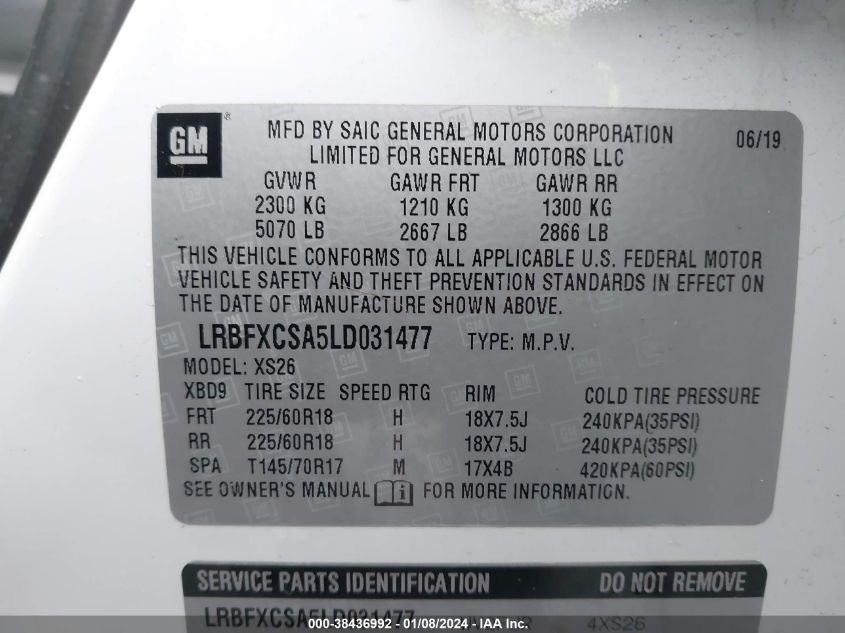 GM ® MFD BY SAIC GENERAL MOTORS CORPORATION 06/19
LIMITED FOR GENERAL MOTORS LLC
GVWR GAWR FRT GAWR RR
2300 KG 1210 KG 1300 KG
5070 LB 2667 LB 2866 LB
THIS VEHICLE CONFORMS TO ALL APPLICABLE U.S. FEDERAL MOTOR
VEHICLE SAFETY AND THEFT PREVENTION STANDARDS IN EFFECT ON
THE DATE OF MANUFACTURE SHOWN ABOVE.
LRBFXCSA5LD031477 TYPE: M.P.V.
MODEL: XS26
XBD9 TIRE SIZE SPEED RTG RIM COLD TIRE PRESSURE
FRT 225/60R18 H 18X7.5J 240KPA(35PSI)
RR 225/60R18 H 18X7.5J 240KPA(35PSI)
SPA T145/70R17 M 17X4B 420KPA(60PSI)
SEE OWNER'S MANUAL FOR MORE INFORMATION.
SERVICE PARTS IDENTIFICATION DO NOT REMOVE
LRBFXCSA5LD031477 4XS26
000-38436992 - 01/08/2024 - IAA Inc.